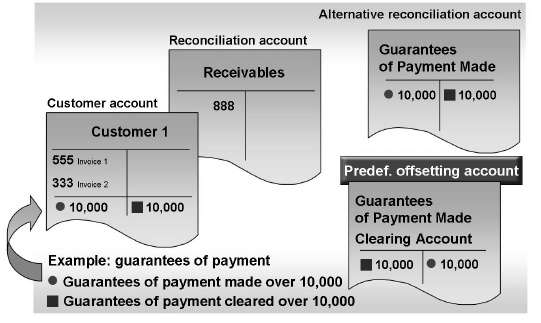 Alternative reconciliation account
Guarantees
of Payment Made
10,000 10,000
Reconciliation account
Receivables
888
Customer account
Customer 1
555 Invoice 1
333 Invoice 2
10,000 10,000
Predef. offsetting account
Guarantees
of Payment Made
Clearing Account
10,000 10,000
Example: guarantees of payment
Guarantees of payment made over 10,000
Guarantees of payment cleared over 10,000